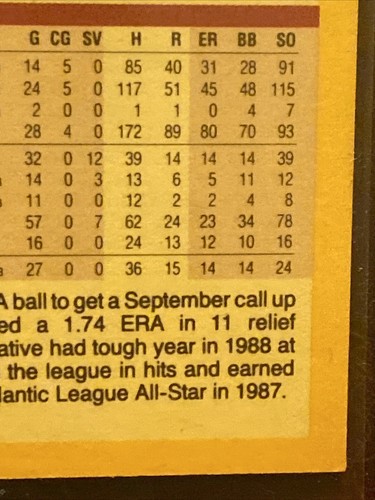 G CG SV H R ER BB SO
14 5 0 85 40 31 28 91
24 5 0 117 51 45 48 115
2 0 0 1 1 0 4 7
28 4 0 172 89 80 70 93
32 0 12 39 14 14 14 39
14 0 3 13 6 5 11 12
11 0 0 12 2 2 4 8
57 0 7 62 24 23 34 78
16 0 0 24 13 12 10 16
27 0 0 36 15 14 14 24
A ball to get a September call up
ed a 1.74 ERA in 11 relief
ative had tough year in 1988 at
the league in hits and earned
lantic League All-Star in 1987.